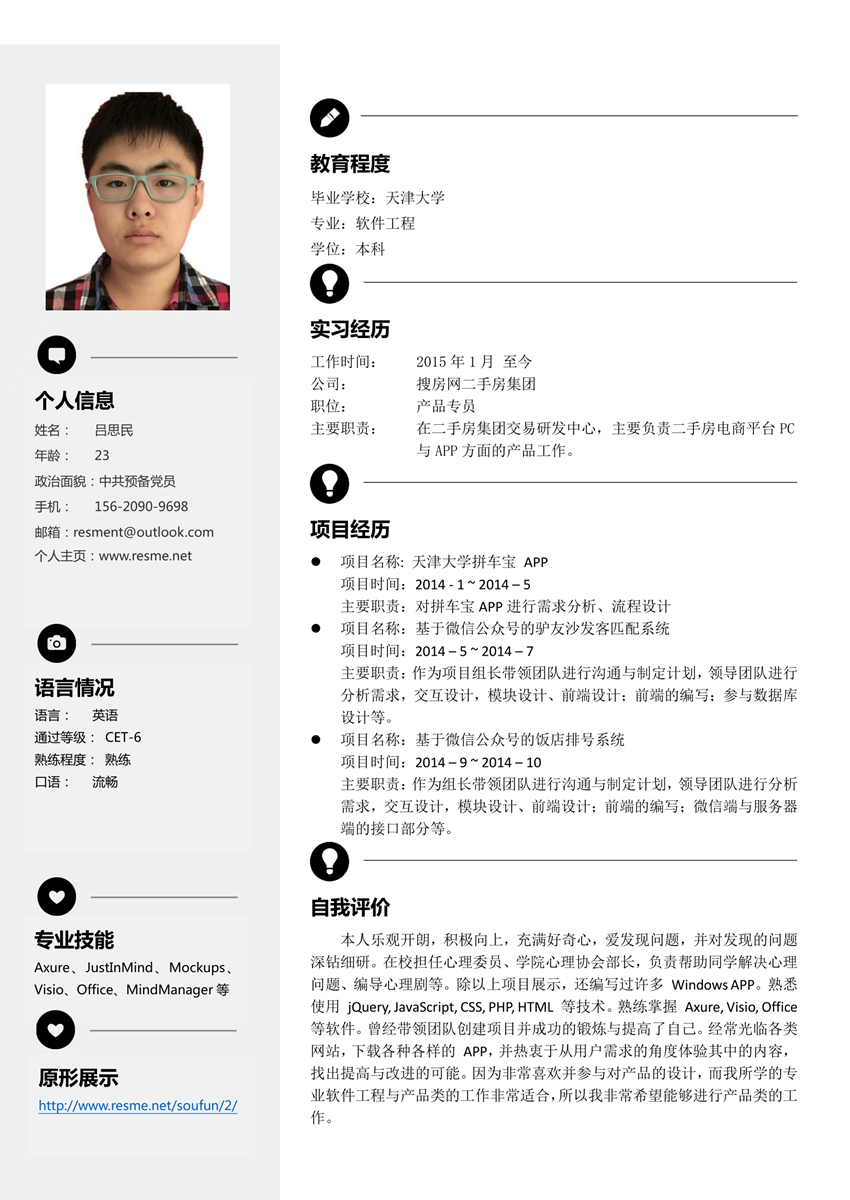 个人信息
姓名： 吕思民
年龄： 23
政治面貌：中共预备党员
手机： 156-2090-9698
邮箱：resment@outlook.com
个人主页：www.resme.net
语言情况
语言： 英语
通过等级： CET-6
熟练程度： 熟练
口语： 流畅
专业技能
Axure、JustInMind、Mockups、
Visio、Office、MindManager 等
原形展示
http://www.resme.net/soufun/2/
教育程度
毕业学校：天津大学
专业：软件工程
学位：本科
实习经历
工作时间： 2015 年 1 月 至今
公司： 搜房网二手房集团
职位： 产品专员
主要职责： 在二手房集团交易研发中心，主要负责二手房电商平台 PC
与 APP 方面的产品工作。
项目经历
● 项目名称: 天津大学拼车宝 APP
项目时间：2014 - 1 ~ 2014 – 5
主要职责：对拼车宝 APP 进行需求分析、流程设计
● 项目名称：基于微信公众号的驴友沙发客匹配系统
项目时间：2014 – 5 ~ 2014 – 7
主要职责：作为项目组长带领团队进行沟通与制定计划，领导团队进行
分析需求，交互设计，模块设计、前端设计；前端的编写；参与数据库
设计等。
● 项目名称：基于微信公众号的饭店排号系统
项目时间：2014 – 9 ~ 2014 – 10
主要职责：作为组长带领团队进行沟通与制定计划，领导团队进行分析
需求，交互设计，模块设计、前端设计；前端的编写；微信端与服务器
端的接口部分等。
自我评价
本人乐观开朗，积极向上，充满好奇心，爱发现问题，并对发现的问题
深钻细研。在校担任心理委员、学院心理协会部长，负责帮助同学解决心理
问题、编导心理剧等。除以上项目展示，还编写过许多 Windows APP。熟悉
使用 jQuery, JavaScript, CSS, PHP, HTML 等技术。熟练掌握 Axure, Visio, Office
等软件。曾经带领团队创建项目并成功的锻炼与提高了自己。经常光临各类
网站，下载各种各样的 APP，并热衷于从用户需求的角度体验其中的内容，
找出提高与改进的可能。因为非常喜欢并参与对产品的设计，而我所学的专
业软件工程与产品类的工作非常适合，所以我非常希望能够进行产品类的工
作。